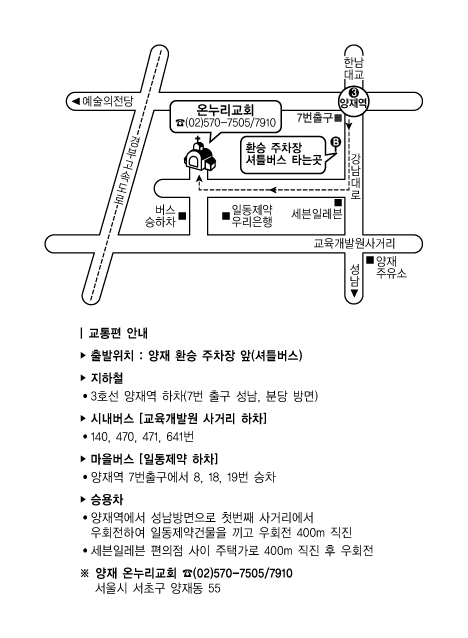 한남
대교
◀ 예술의전당
3
양재역
온누리교회
☎(02)570-7505/7910
7번출구■
환승 주차장
셔틀버스 타는곳
B
경부고속도로
강남대로
버스
승하차
일동제약
우리은행
세븐일레븐
교육개발원사거리
성남
양재
주유소
| 교통편 안내
▶ 출발위치 : 양재 환승 주차장 앞(셔틀버스)
▶ 지하철
• 3호선 양재역 하차(7번 출구 성남, 분당 방면)
▶ 시내버스 [교육개발원 사거리 하차]
• 140, 470, 471, 641번
▶ 마을버스 [일동제약 하차]
• 양재역 7번출구에서 8, 18, 19번 승차
▶ 승용차
• 양재역에서 성남방면으로 첫번째 사거리에서
우회전하여 일동제약건물을 끼고 우회전 400m 직진
• 세븐일레븐 편의점 사이 주택가로 400m 직진 후 우회전
※ 양재 온누리교회 ☎(02)570-7505/7910
서울시 서초구 양재동 55